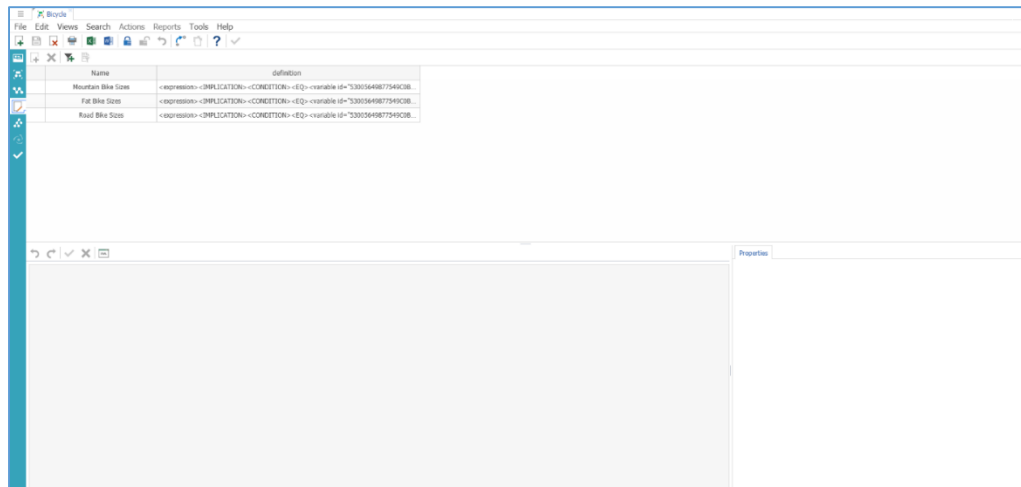 Bicycle
File Edit Views Search Actions Reports Tools Help
Name definition
Mountain Bike Sizes <expression><IMPLICATION><CONDITION><EQ><variable id="53005649877549C0B...
Fat Bike Sizes <expression><IMPLICATION><CONDITION><EQ><variable id="53005649877549C0B...
Road Bike Sizes <expression><IMPLICATION><CONDITION><EQ><variable id="53005649877549C0B...
Properties